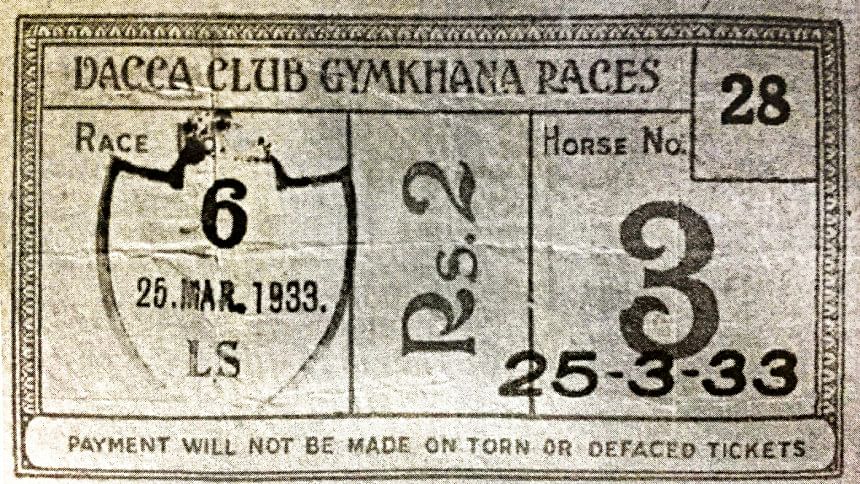 DACCA CLUB GYMKHANA RACES
28
RACE No.
6
25.MAR.1933.
LS
Rs. 2
HORSE No.
3
25-3-33
PAYMENT WILL NOT BE MADE ON TORN OR DEFACED TICKETS